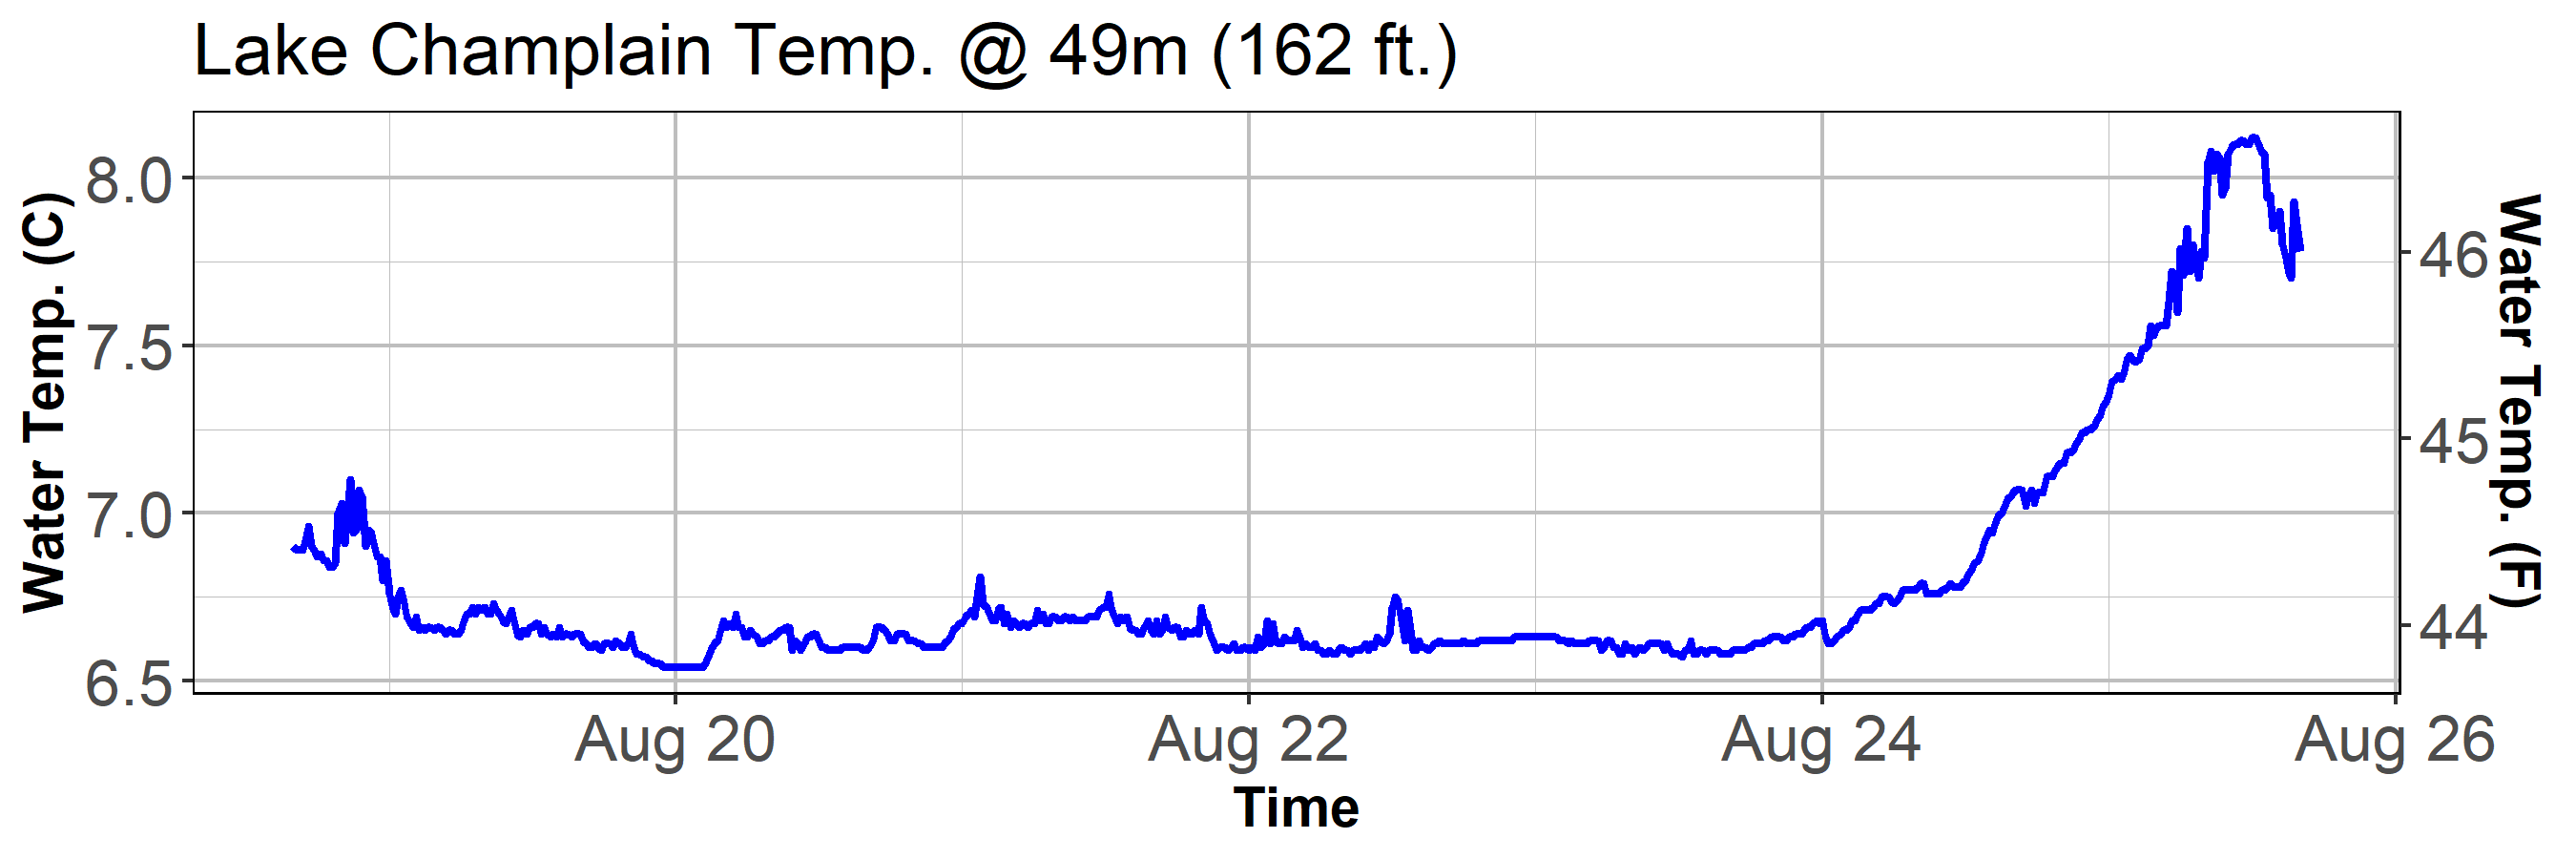 Lake Champlain Temp. @ 49m (162 ft.)
Water Temp. (C)
8.0
7.5
7.0
6.5
46
45
44
Water Temp. (F)
Aug 20 Aug 22 Aug 24 Aug 26
Time